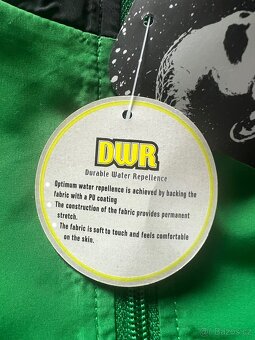 DWR
Durable Water Repellence
Optimum water repellence is achieved by backing the
fabric with a PU coating
The construction of the fabric provides permanent
stretch.
The fabric is soft to touch and feels comfortable
on the skin.